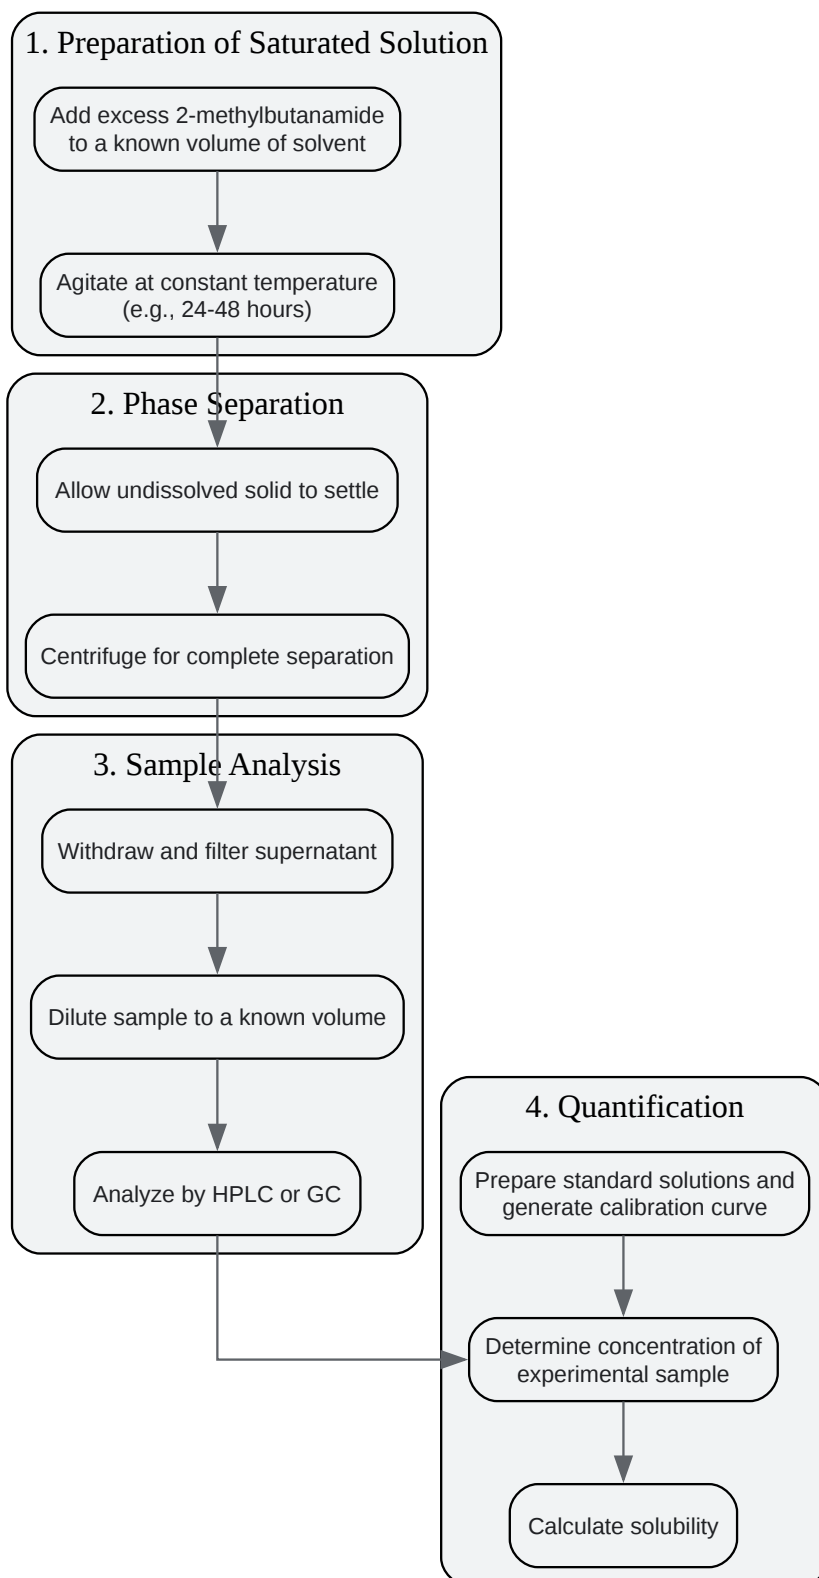 1. Preparation of Saturated Solution
Add excess 2-methylbutanamide
to a known volume of solvent
Agitate at constant temperature
(e.g., 24-48 hours)
2. Phase Separation
Allow undissolved solid to settle
Centrifuge for complete separation
3. Sample Analysis
Withdraw and filter supernatant
Dilute sample to a known volume
Analyze by HPLC or GC
4. Quantification
Prepare standard solutions and
generate calibration curve
Determine concentration of
experimental sample
Calculate solubility